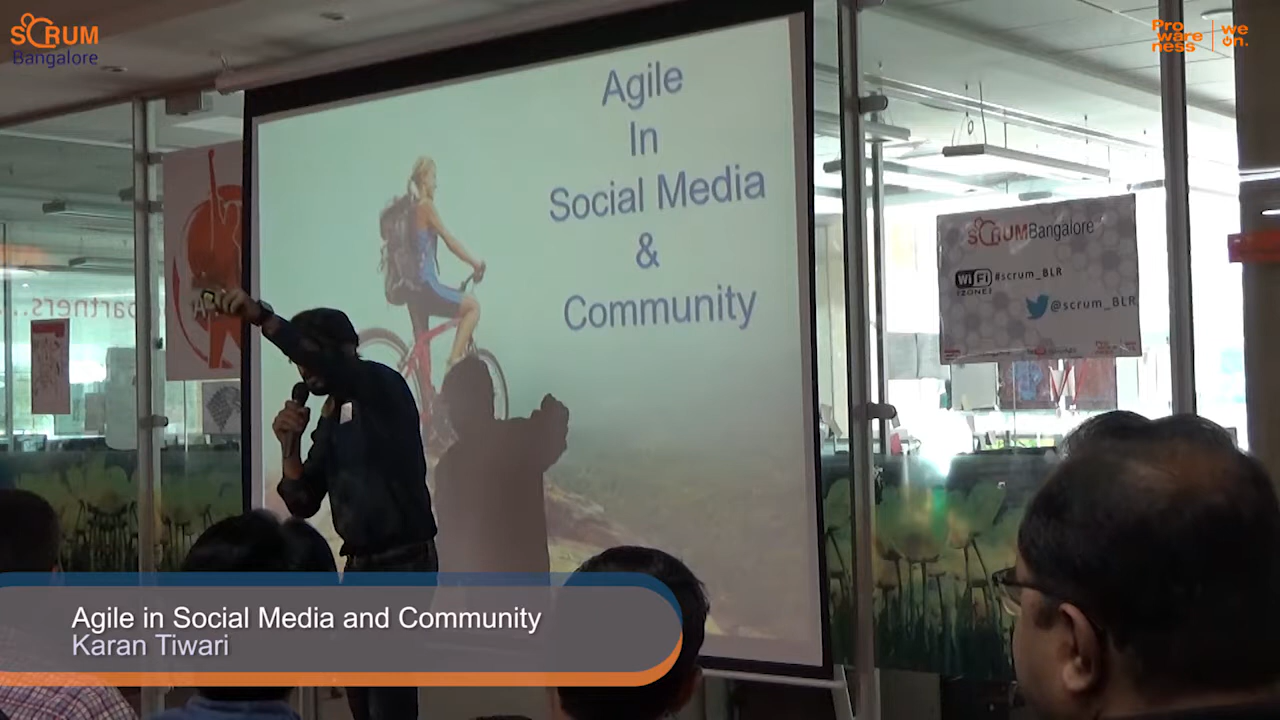 SCRUM
Bangalore
Pro
ware
ness
we
on.
Agile
In
Social Media
&
Community
SCRUMBangalore
WiFi #scrum_BLR
ZONE
@scrum_BLR
partners...
Agile in Social Media and Community
Karan Tiwari